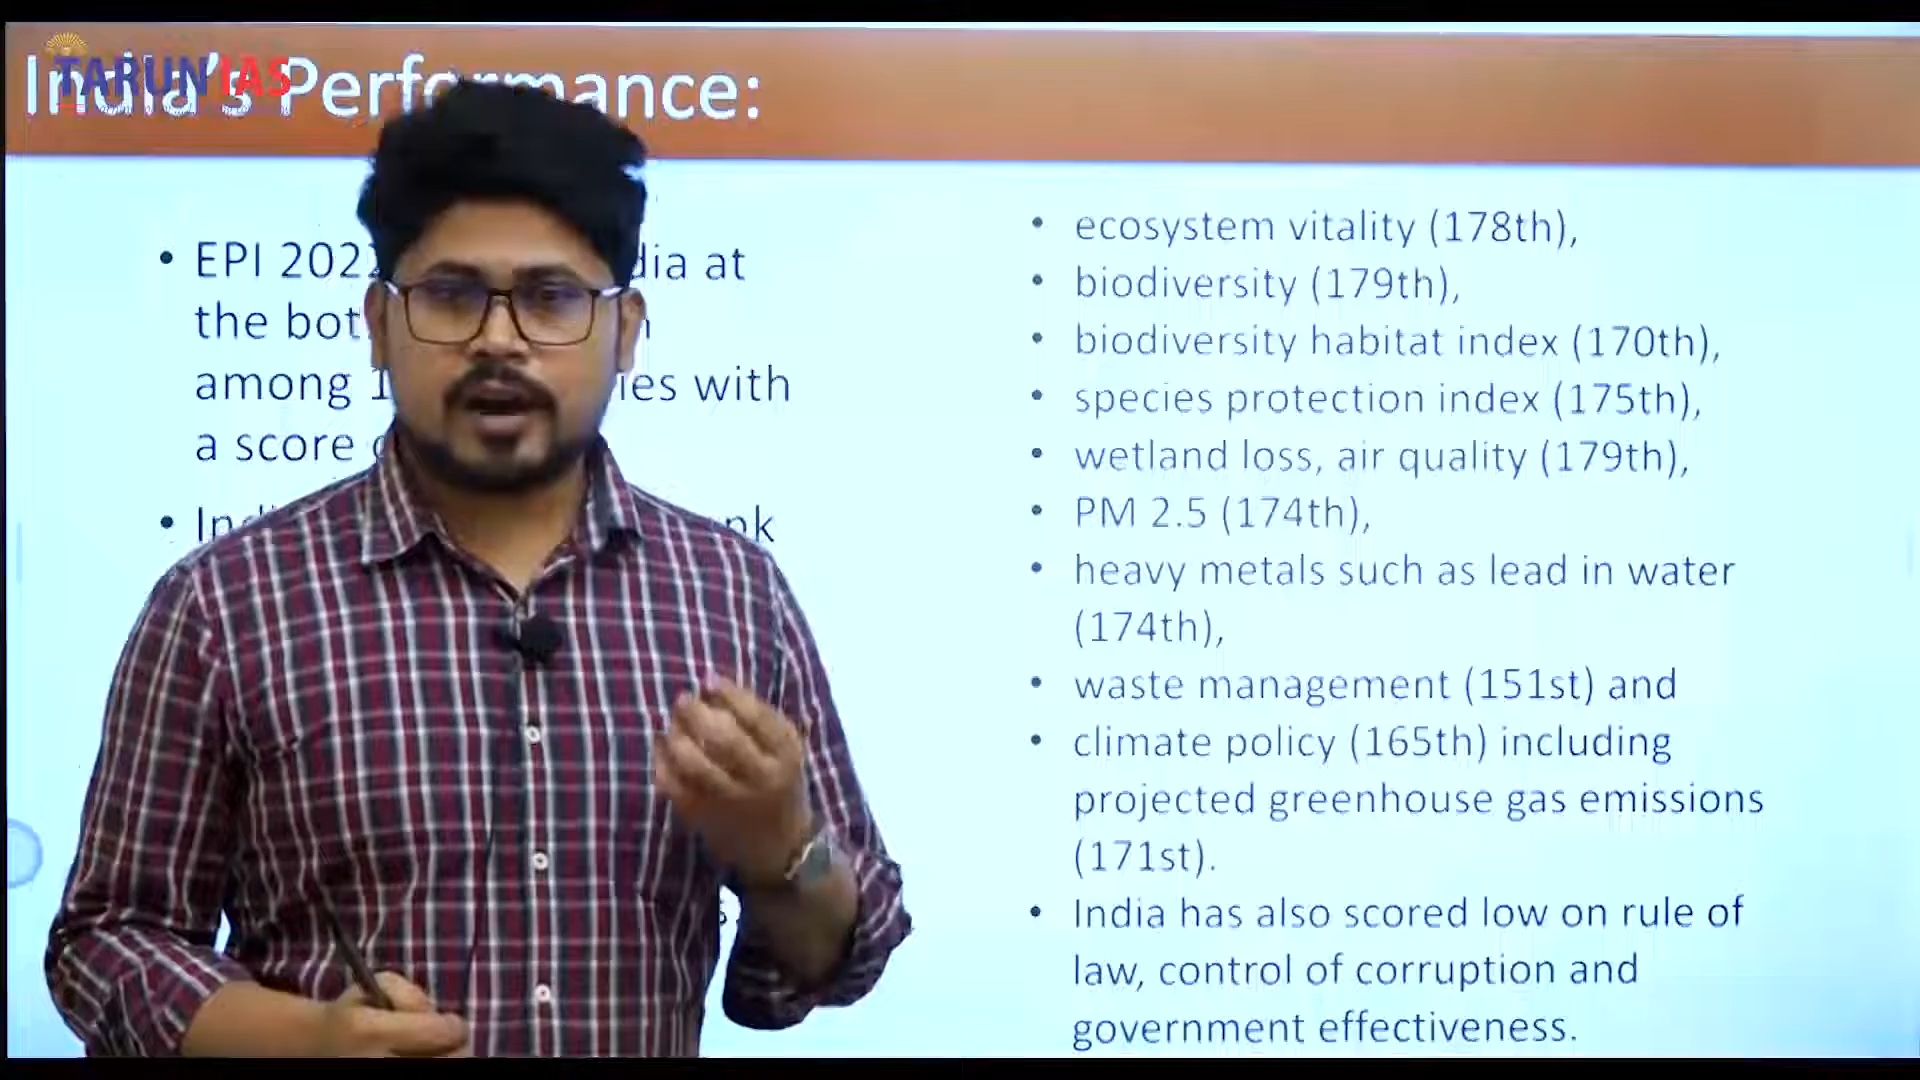 TARUN IAS
India's Performance:
• EPI 202 dia at
the bot
among 1 ies with
a score
• In nk
• ecosystem vitality (178th),
• biodiversity (179th),
• biodiversity habitat index (170th),
• species protection index (175th),
• wetland loss, air quality (179th),
• PM 2.5 (174th),
• heavy metals such as lead in water
(174th),
• waste management (151st) and
• climate policy (165th) including
projected greenhouse gas emissions
(171st).
• India has also scored low on rule of
law, control of corruption and
government effectiveness.